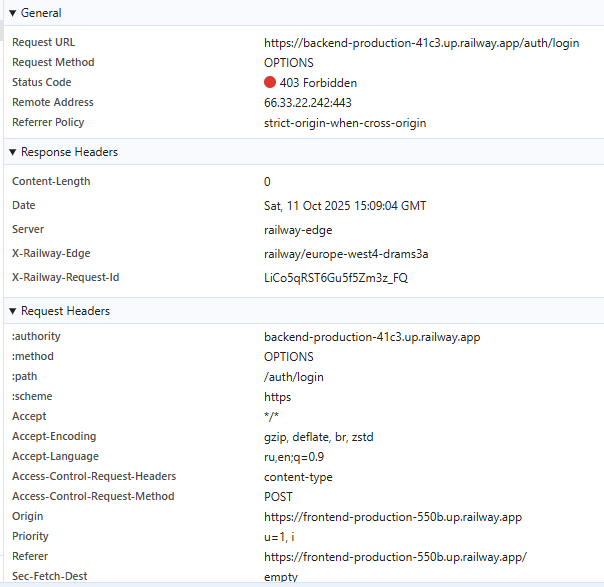 General
Request URL https://backend-production-41c3.up.railway.app/auth/login
Request Method OPTIONS
Status Code 403 Forbidden
Remote Address 66.33.22.242:443
Referrer Policy strict-origin-when-cross-origin
Response Headers
Content-Length 0
Date Sat, 11 Oct 2025 15:09:04 GMT
Server railway-edge
X-Railway-Edge railway/europe-west4-drams3a
X-Railway-Request-Id LiCo5qRST6Gu5f5Zm3z_FQ
Request Headers
:authority backend-production-41c3.up.railway.app
:method OPTIONS
:path /auth/login
:scheme https
Accept */*
Accept-Encoding gzip, deflate, br, zstd
Accept-Language ru,en;q=0.9
Access-Control-Request-Headers content-type
Access-Control-Request-Method POST
Origin https://frontend-production-550b.up.railway.app
Priority u=1, i
Referer https://frontend-production-550b.up.railway.app/
Sec-Fetch-Dest empty